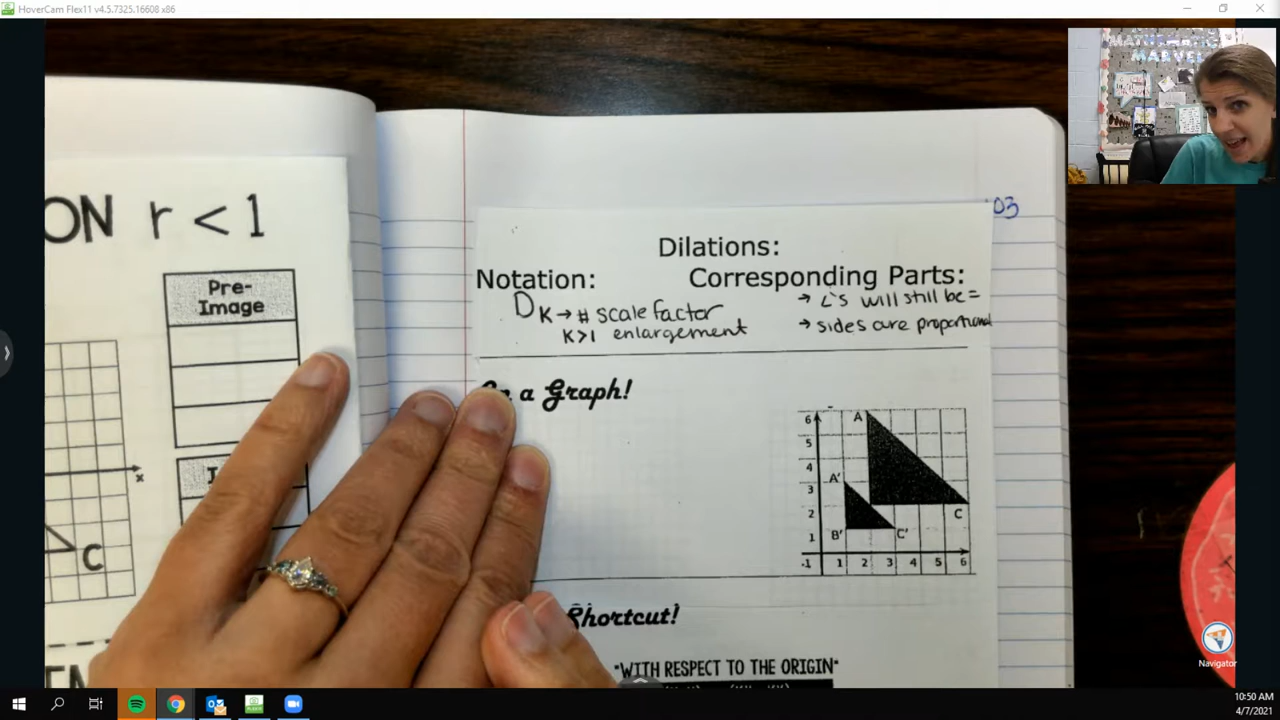 HoverCam Flex11 v4.5.7325.16608 x86
MARVEL
ON r < 1
Pre-
Image
x
C
103
Dilations:
Notation:
Corresponding Parts:
D K → # scale factor
K>1 enlargement
→ ∠'s will still be =
→ sides are proportional
a Graph!
6
5
4
3
2
1
-1
1 2 3 4 5 6
A
C
A'
B'
C'
Shortcut!
"WITH RESPECT TO THE ORIGIN"
Navigator
10:50 AM
4/7/2021